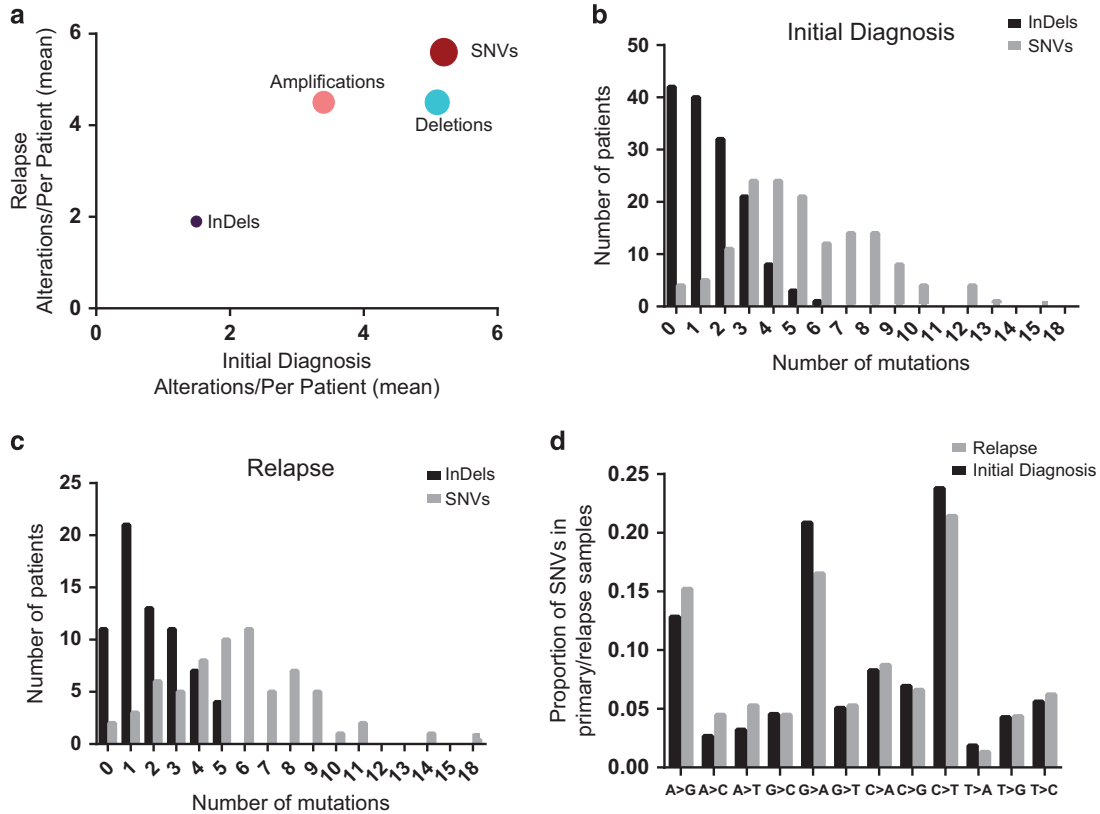 a
Relapse
Alterations/Per Patient (mean)
6
4
2
0
SNVs
Amplifications
Deletions
InDels
0 2 4 6
Initial Diagnosis
Alterations/Per Patient (mean)
b
Initial Diagnosis
InDels
SNVs
Number of patients
50
40
30
20
10
0
0 1 2 3 4 5 6 7 8 9 10 11 12 13 14 15 18
Number of mutations
c
Relapse
InDels
SNVs
Number of patients
25
20
15
10
5
0
0 1 2 3 4 5 6 7 8 9 10 11 12 13 14 15 18
Number of mutations
d
Relapse
Initial Diagnosis
Proportion of SNVs in
primary/relapse samples
0.25
0.20
0.15
0.10
0.05
0.00
A>G A>C A>T G>C G>A G>T C>A C>G C>T T>A T>G T>C